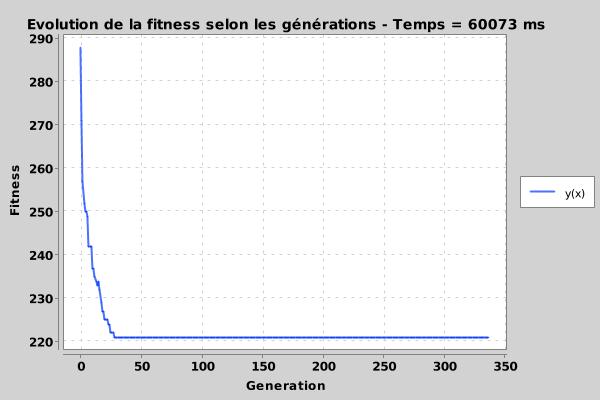 Evolution de la fitness selon les générations - Temps = 60073 ms
290
280
270
260
250
240
230
220
Fitness
0 50 100 150 200 250 300 350
Generation
y(x)